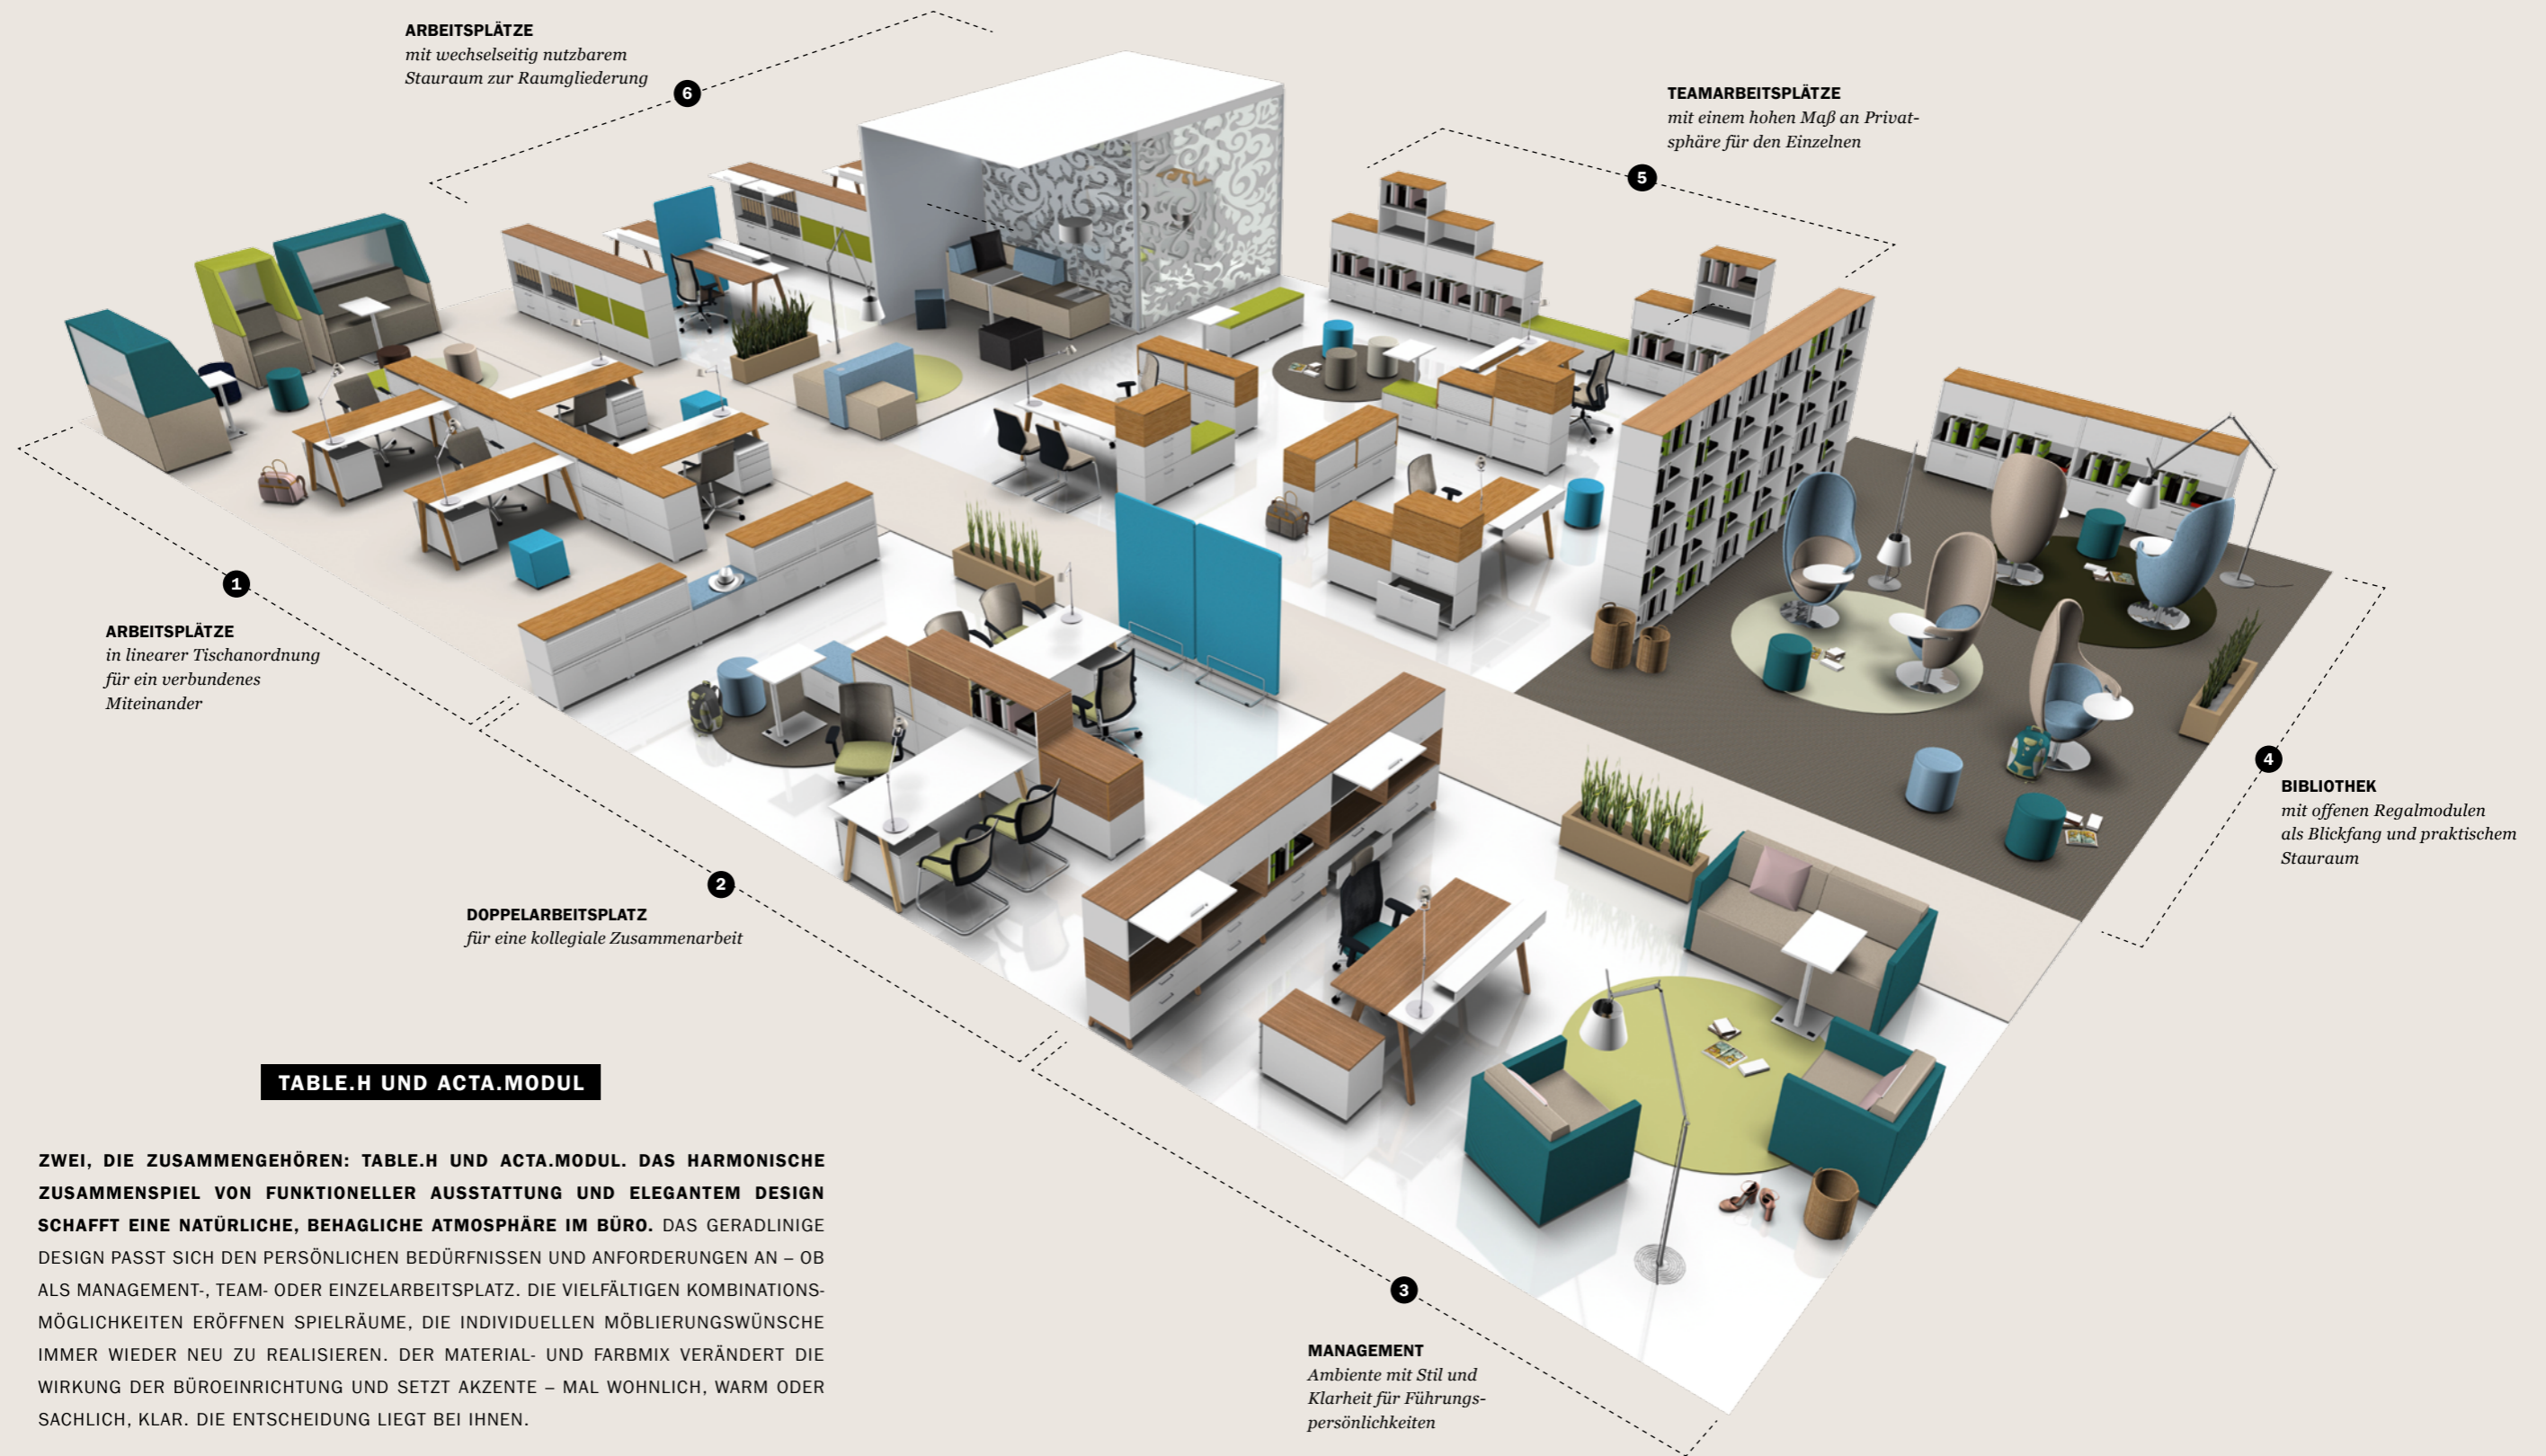 ARBEITSPLÄTZE
mit wechselseitig nutzbarem
Stauraum zur Raumgliederung
6
TEAMARBEITSPLÄTZE
mit einem hohen Maß an Privat-
sphäre für den Einzelnen
5
1
ARBEITSPLÄTZE
in linearer Tischanordnung
für ein verbundenes
Miteinander
4
BIBLIOTHEK
mit offenen Regalmodulen
als Blickfang und praktischem
Stauraum
2
DOPPELARBEITSPLATZ
für eine kollegiale Zusammenarbeit
3
MANAGEMENT
Ambiente mit Stil und
Klarheit für Führungs-
persönlichkeiten
TABLE.H UND ACTA.MODUL
ZWEI, DIE ZUSAMMENGEHÖREN: TABLE.H UND ACTA.MODUL. DAS HARMONISCHE
ZUSAMMENSPIEL VON FUNKTIONELLER AUSSTATTUNG UND ELEGANTEM DESIGN
SCHAFFT EINE NATÜRLICHE, BEHAGLICHE ATMOSPHÄRE IM BÜRO. DAS GERADLINIGE
DESIGN PASST SICH DEN PERSÖNLICHEN BEDÜRFNISSEN UND ANFORDERUNGEN AN – OB
ALS MANAGEMENT-, TEAM- ODER EINZELARBEITSPLATZ. DIE VIELFÄLTIGEN KOMBINATIONS-
MÖGLICHKEITEN ERÖFFNEN SPIELRÄUME, DIE INDIVIDUELLEN MÖBLIERUNGSWÜNSCHE
IMMER WIEDER NEU ZU REALISIEREN. DER MATERIAL- UND FARBMIX VERÄNDERT DIE
WIRKUNG DER BÜROEINRICHTUNG UND SETZT AKZENTE – MAL WOHNLICH, WARM ODER
SACHLICH, KLAR. DIE ENTSCHEIDUNG LIEGT BEI IHNEN.